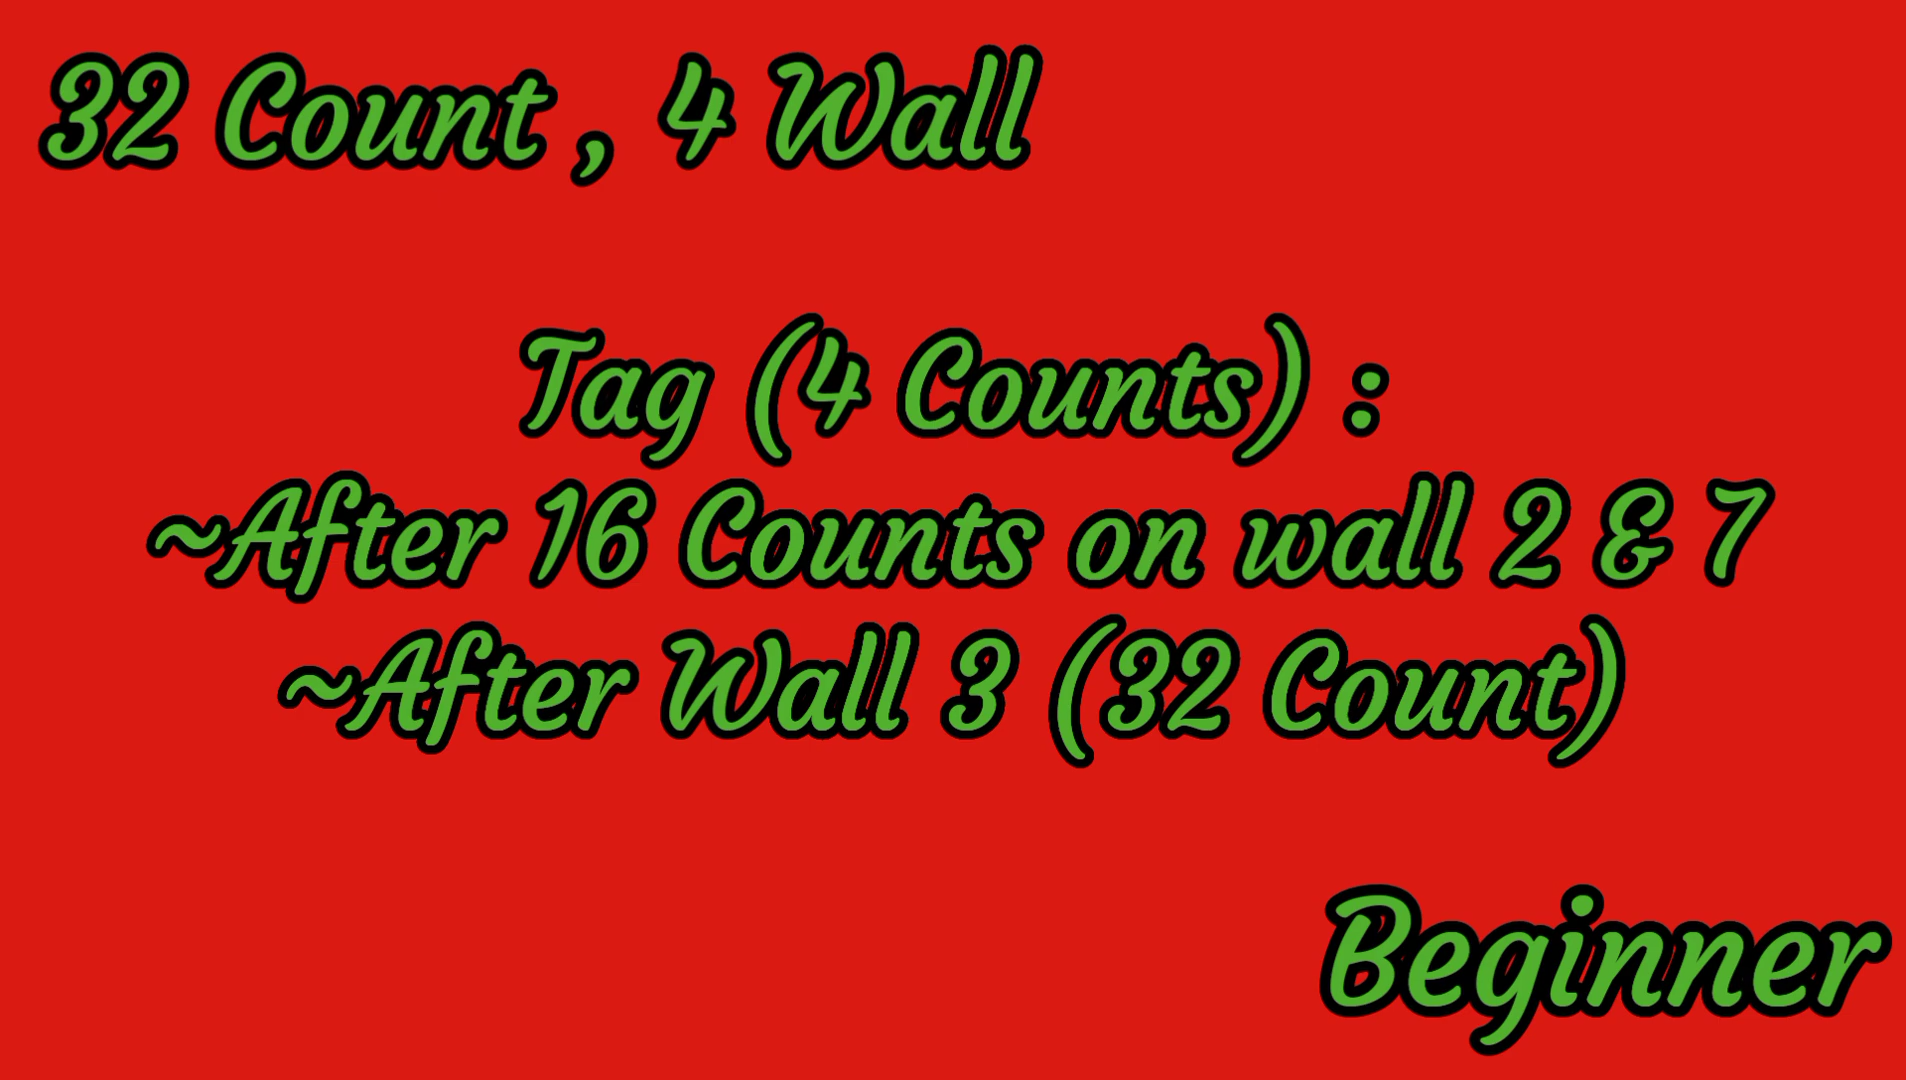 32 Count , 4 Wall
Tag (4 Counts) :
~After 16 Counts on wall 2 & 7
~After Wall 3 (32 Count)
Beginner